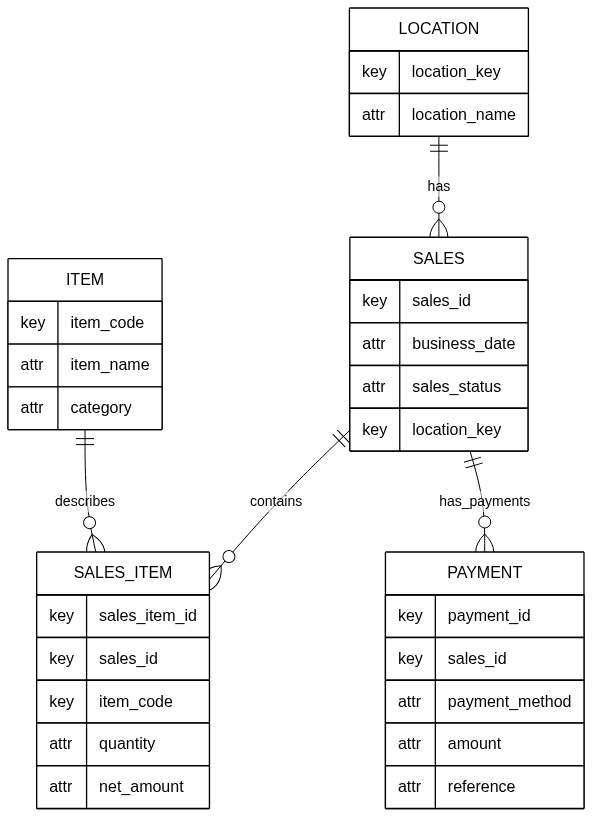 LOCATION
key location_key
attr location_name
has
SALES
key sales_id
attr business_date
attr sales_status
key location_key
ITEM
key item_code
attr item_name
attr category
describes
contains
has_payments
SALES_ITEM
key sales_item_id
key sales_id
key item_code
attr quantity
attr net_amount
PAYMENT
key payment_id
key sales_id
attr payment_method
attr amount
attr reference